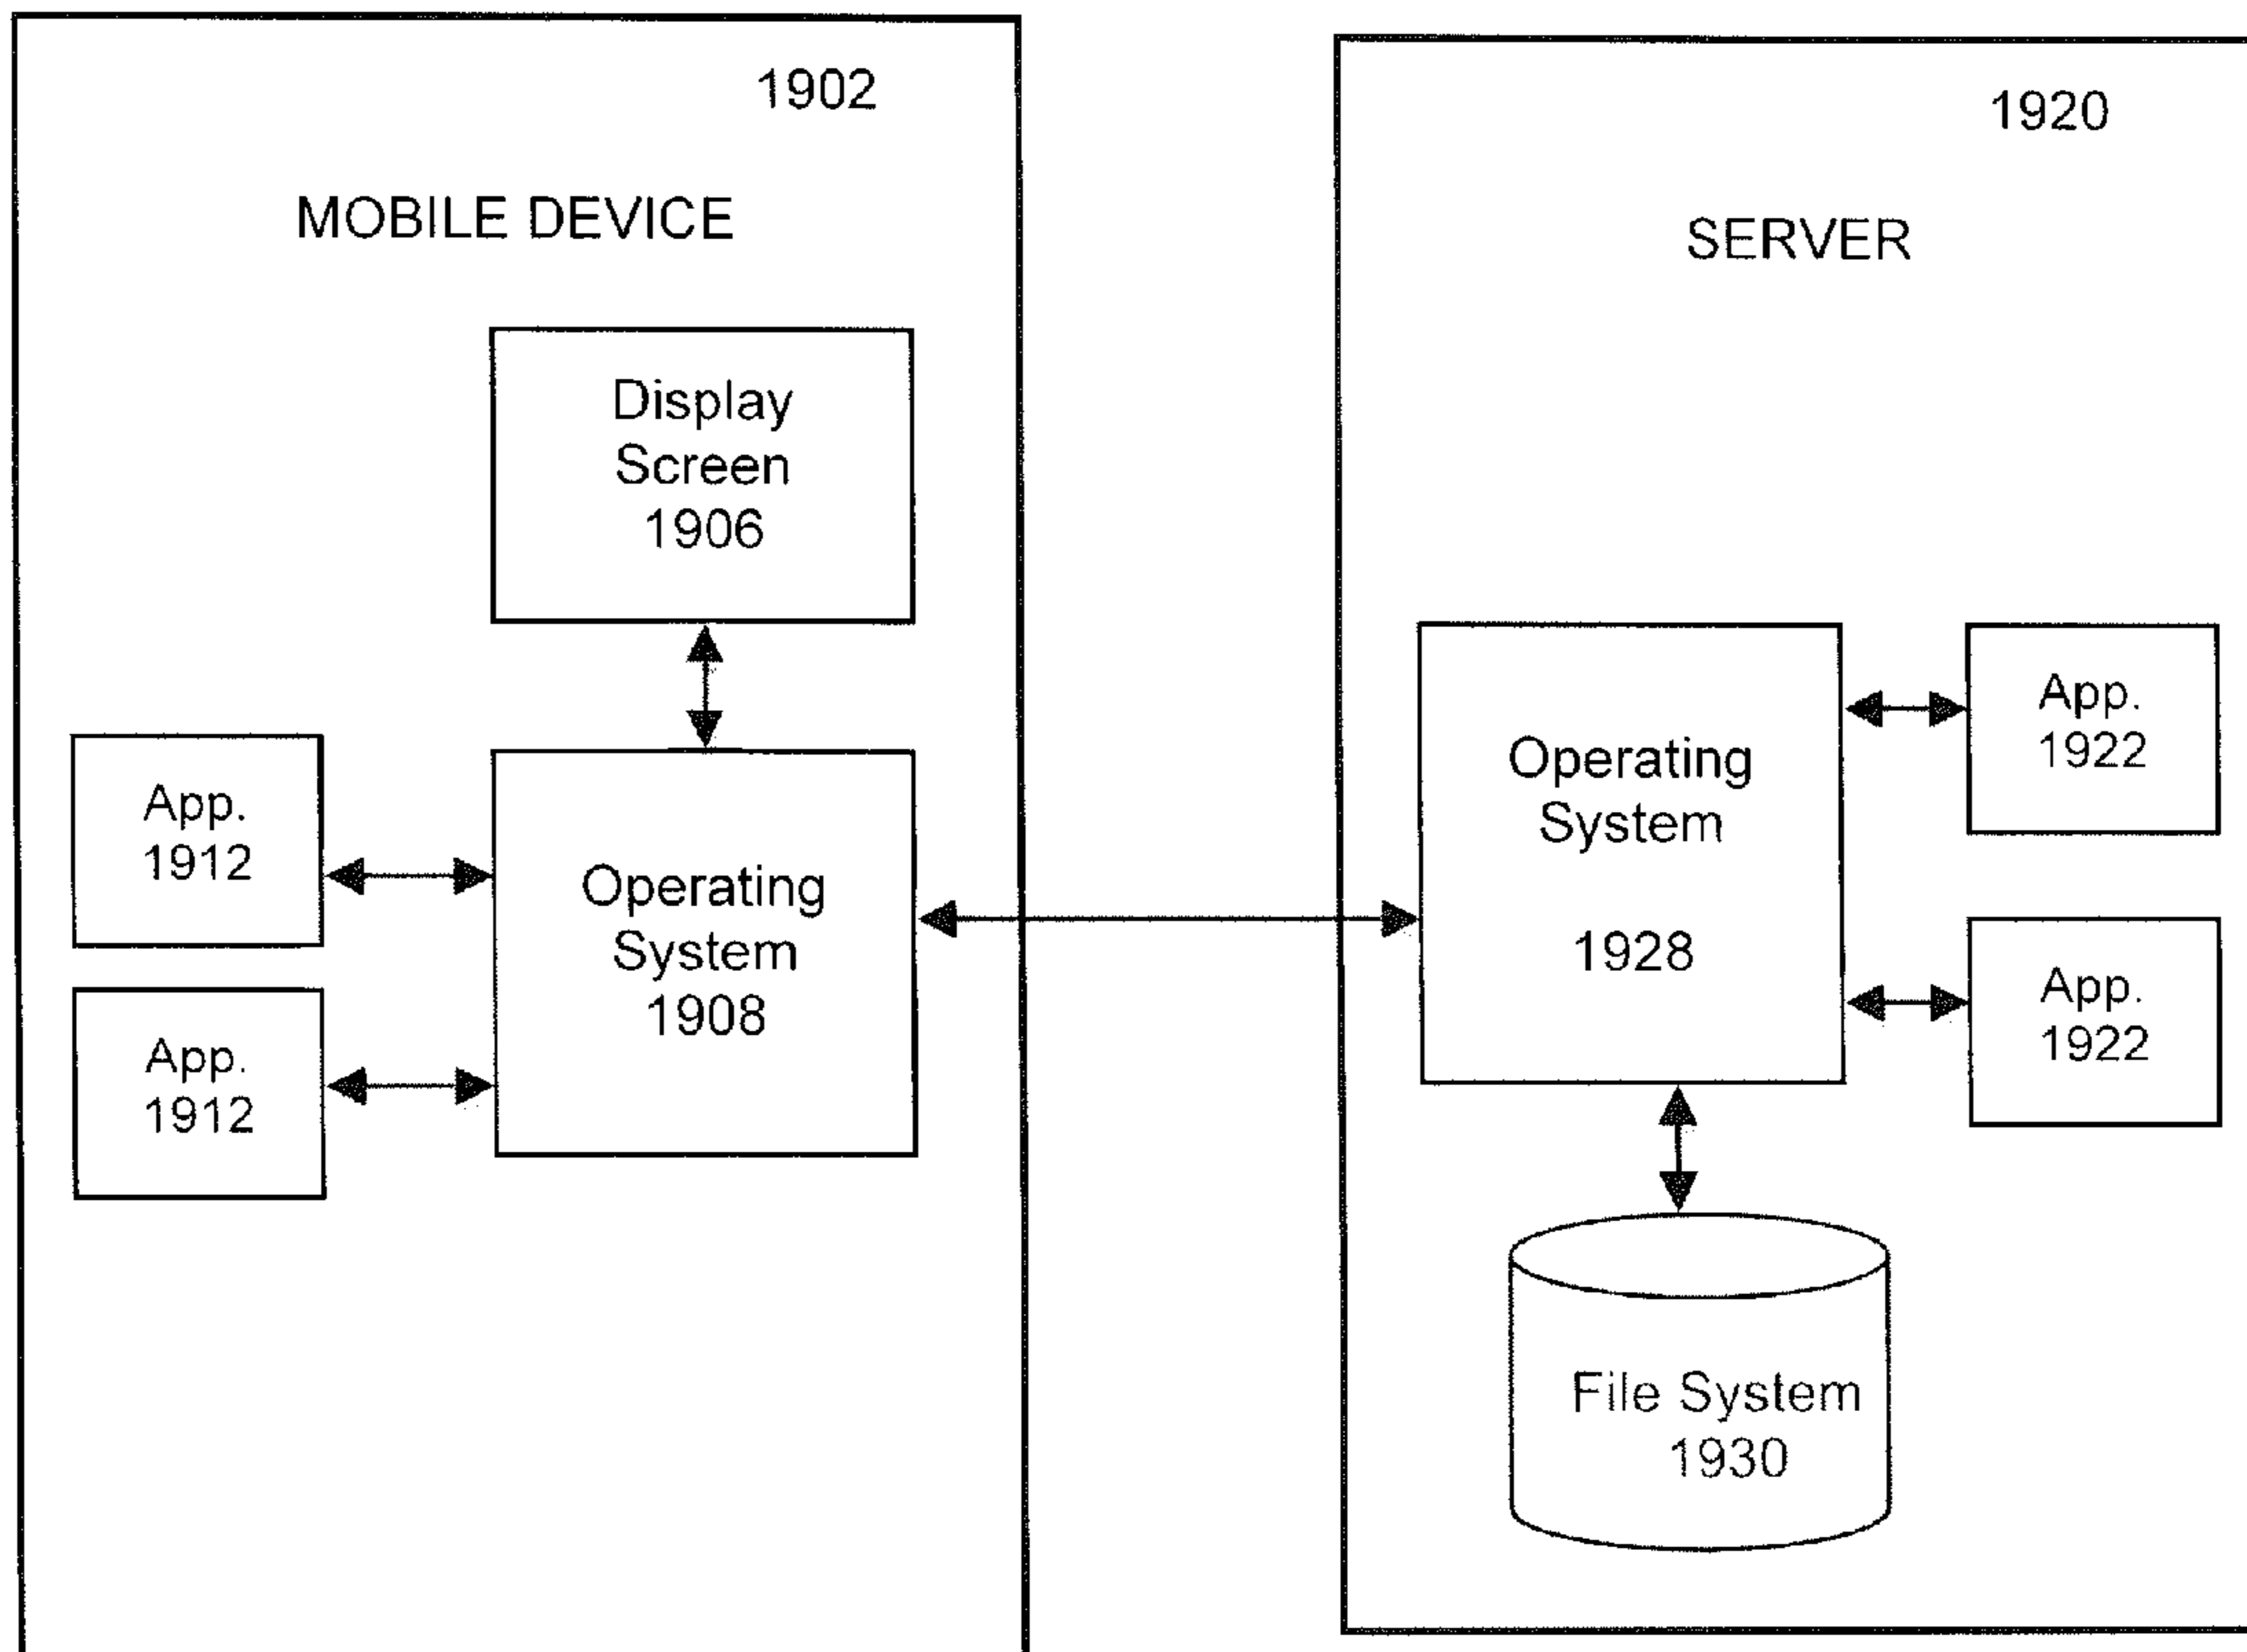 1902
MOBILE DEVICE
Display
Screen
1906
App.
1912
App.
1912
Operating
System
1908
1920
SERVER
Operating
System
1928
App.
1922
App.
1922
File System
1930